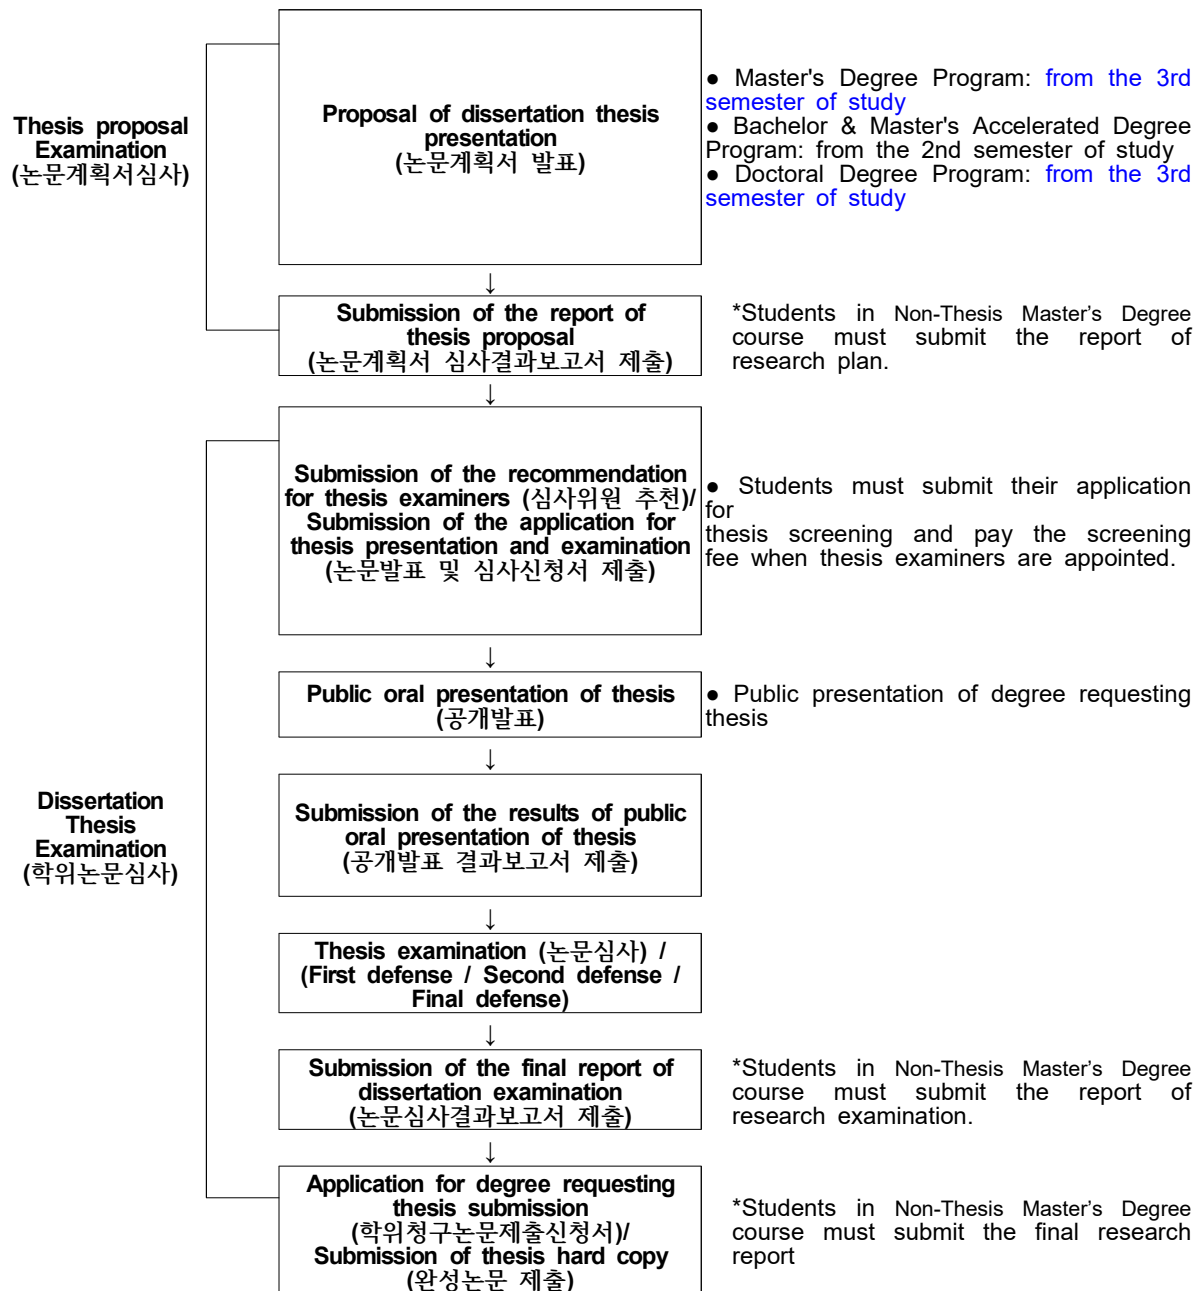 Thesis proposal
Examination
(논문계획서심사)
Proposal of dissertation thesis
presentation
(논문계획서 발표)
● Master's Degree Program: from the 3rd
semester of study
● Bachelor & Master's Accelerated Degree
Program: from the 2nd semester of study
● Doctoral Degree Program: from the 3rd
semester of study
↓
Submission of the report of
thesis proposal
(논문계획서 심사결과보고서 제출)
*Students in Non-Thesis Master’s Degree
course must submit the report of
research plan.
↓
Dissertation
Thesis
Examination
(학위논문심사)
Submission of the recommendation
for thesis examiners (심사위원 추천)/
Submission of the application for
thesis presentation and examination
(논문발표 및 심사신청서 제출)
● Students must submit their application
for
thesis screening and pay the screening
fee when thesis examiners are appointed.
↓
Public oral presentation of thesis
(공개발표)
● Public presentation of degree requesting
thesis
↓
Submission of the results of public
oral presentation of thesis
(공개발표 결과보고서 제출)
↓
Thesis examination (논문심사) /
(First defense / Second defense /
Final defense)
↓
Submission of the final report of
dissertation examination
(논문심사결과보고서 제출)
*Students in Non-Thesis Master’s Degree
course must submit the report of
research examination.
↓
Application for degree requesting
thesis submission
(학위청구논문제출신청서)/
Submission of thesis hard copy
(완성논문 제출)
*Students in Non-Thesis Master’s Degree
course must submit the final research
report